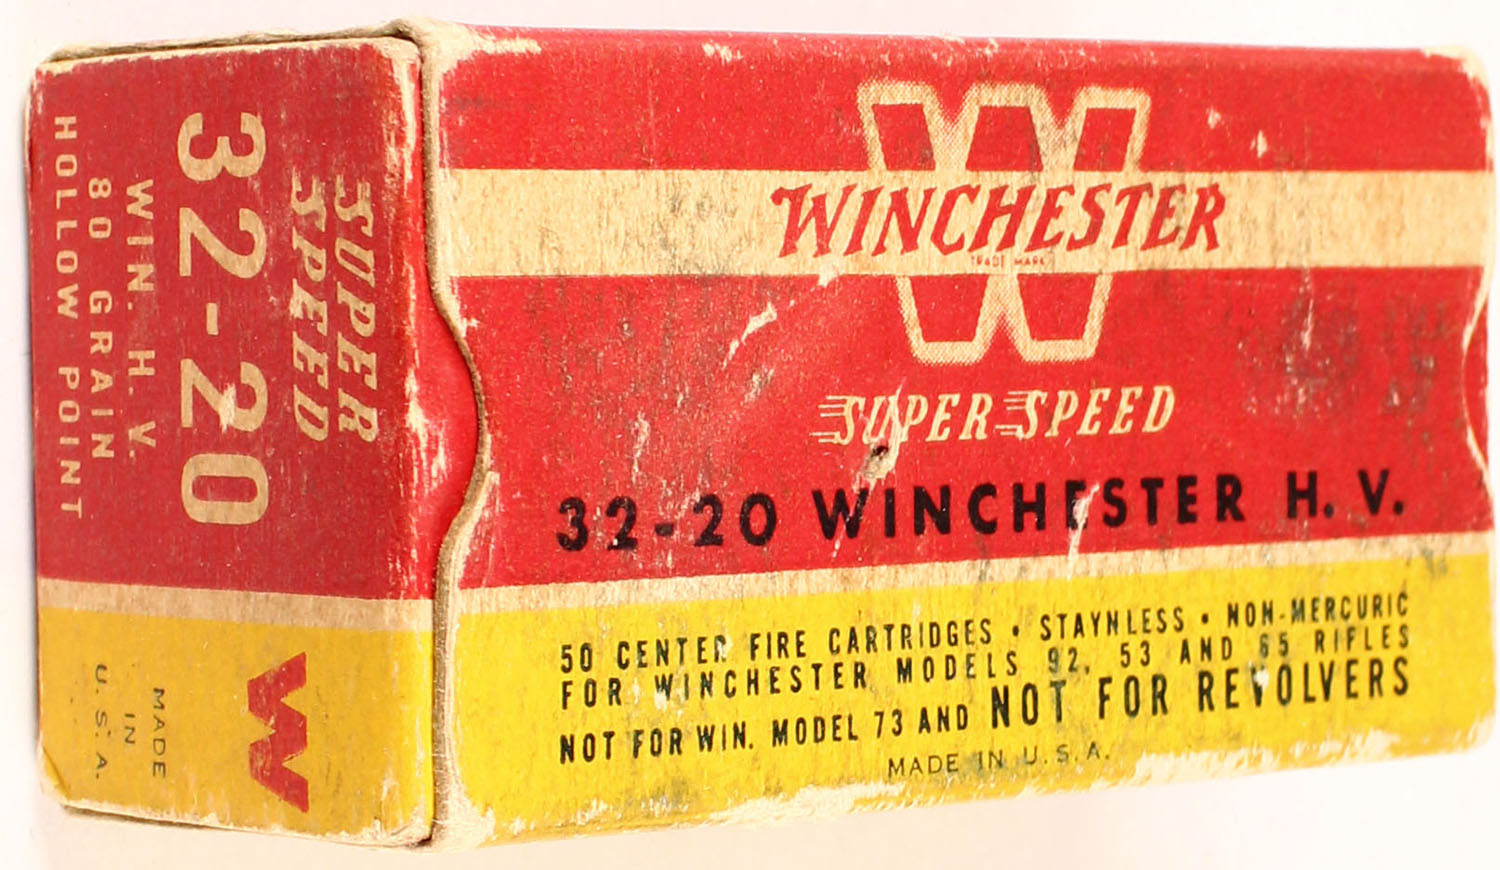 W
WINCHESTER
TRADE MARK
SUPER SPEED
32-20 WINCHESTER H. V.
50 CENTER FIRE CARTRIDGES • STAYNLESS • NON-MERCURIC
FOR WINCHESTER MODELS 92, 53 AND 65 RIFLES
NOT FOR WIN. MODEL 73 AND NOT FOR REVOLVERS
MADE IN U.S.A.
SUPER
SPEED
32-20
WIN. H. V.
80 GRAIN
HOLLOW POINT
W
MADE
IN
U.S.A.